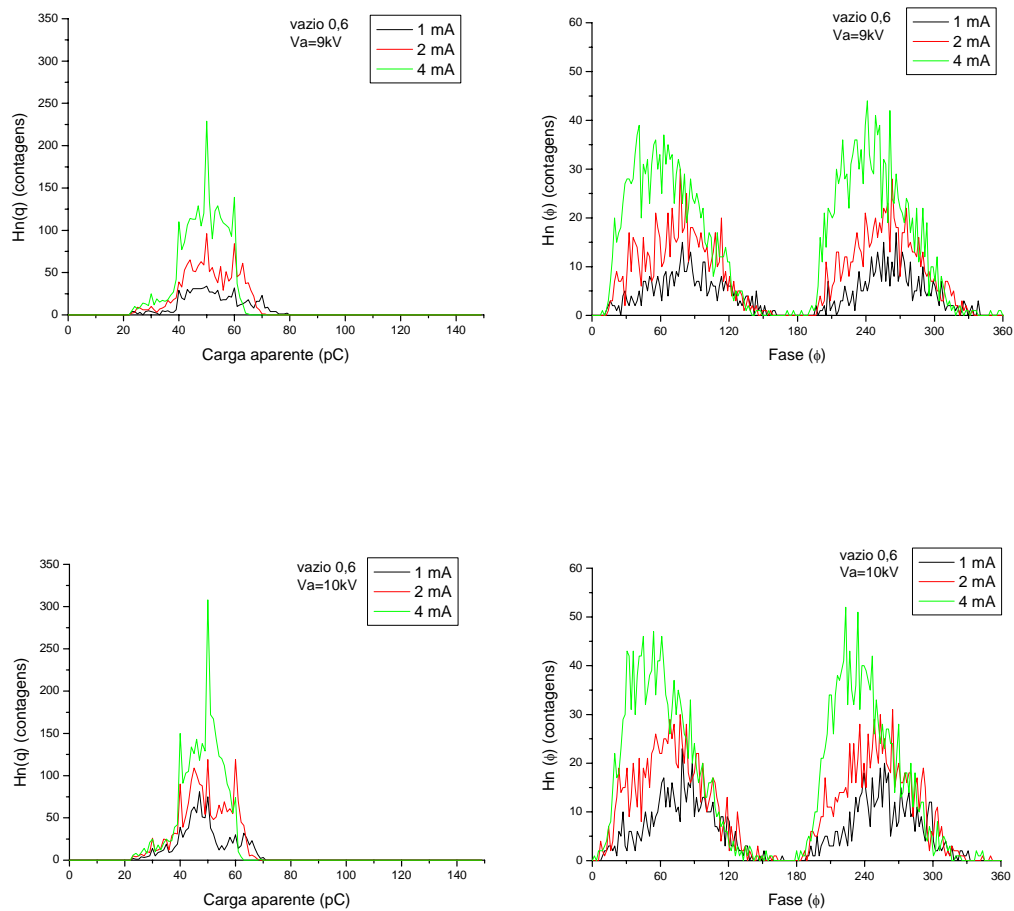 350
300
250
200
150
100
50
0
Hn(q) (contagens)
0 20 40 60 80 100 120 140
Carga aparente (pC)
vazio 0,6
Va=9kV
1 mA
2 mA
4 mA
60
50
40
30
20
10
0
Hn (ϕ) (contagens)
0 60 120 180 240 300 360
Fase (ϕ)
vazio 0,6
Va=9kV
1 mA
2 mA
4 mA
350
300
250
200
150
100
50
0
Hn(q) (contagens)
0 20 40 60 80 100 120 140
Carga aparente (pC)
vazio 0,6
Va=10kV
1 mA
2 mA
4 mA
60
50
40
30
20
10
0
Hn (ϕ) (contagens)
0 60 120 180 240 300 360
Fase (ϕ)
vazio 0,6
Va=10kV
1 mA
2 mA
4 mA